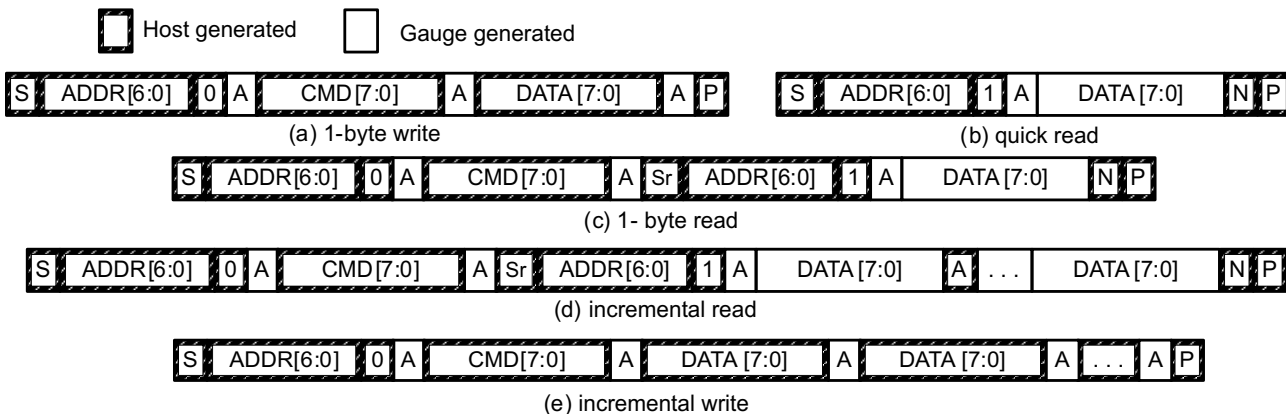 Host generated Gauge generated
S ADDR[6:0] 0 A CMD[7:0] A DATA [7:0] A P S ADDR[6:0] 1 A DATA [7:0] N P
(a) 1-byte write (b) quick read
S ADDR[6:0] 0 A CMD[7:0] A Sr ADDR[6:0] 1 A DATA [7:0] N P
(c) 1- byte read
S ADDR[6:0] 0 A CMD[7:0] A Sr ADDR[6:0] 1 A DATA [7:0] A . . . DATA [7:0] N P
(d) incremental read
S ADDR[6:0] 0 A CMD[7:0] A DATA [7:0] A DATA [7:0] A . . . A P
(e) incremental write